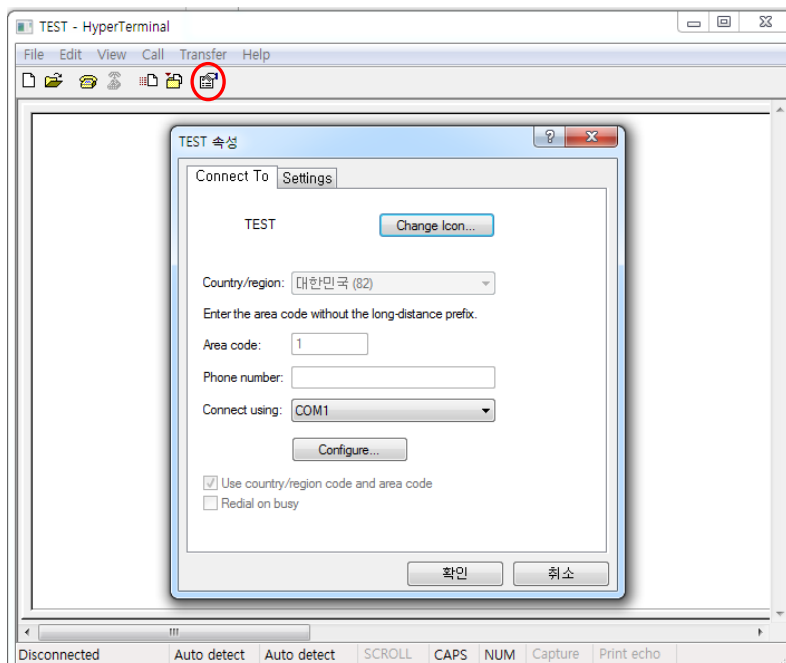 TEST - HyperTerminal
File Edit View Call Transfer Help
TEST 속성
Connect To Settings
TEST Change Icon...
Country/region: 대한민국 (82)
Enter the area code without the long-distance prefix.
Area code: 1
Phone number:
Connect using: COM1
Configure...
Use country/region code and area code
Redial on busy
확인 취소
Disconnected Auto detect Auto detect SCROLL CAPS NUM Capture Print echo